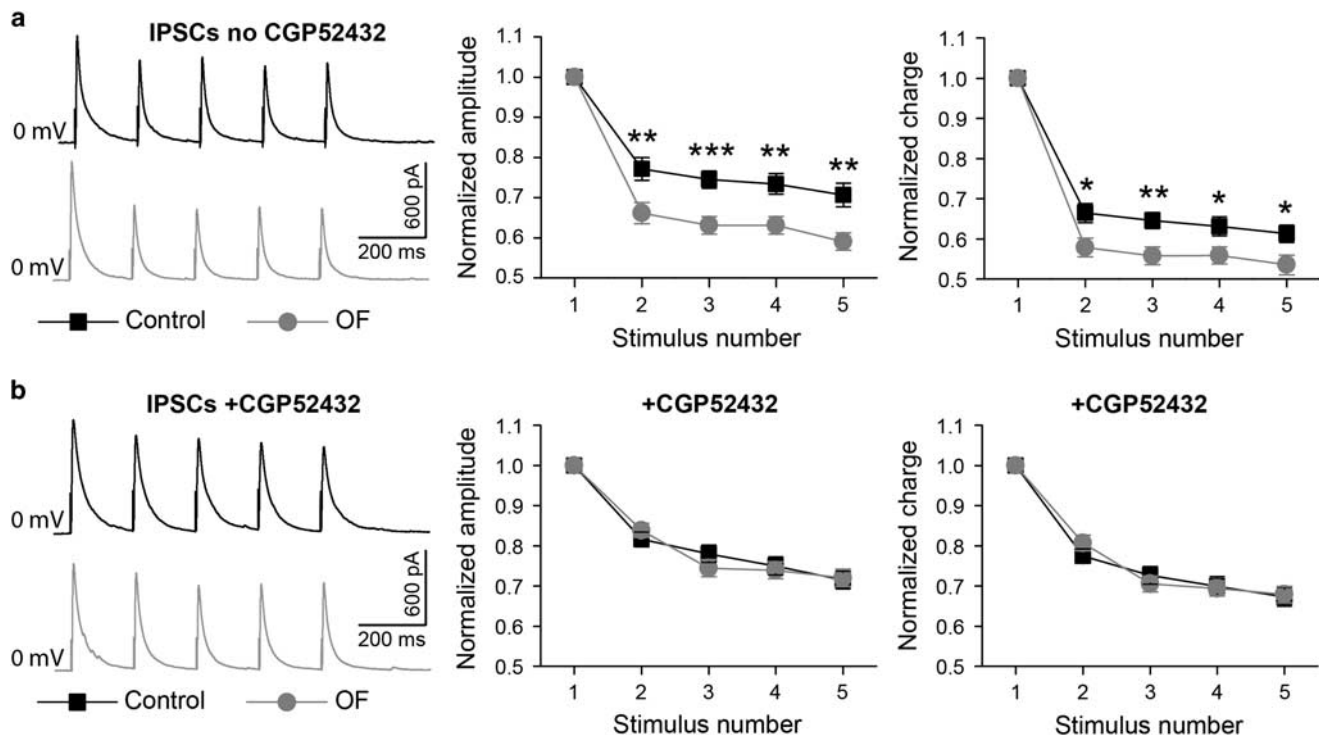 a
IPSCs no CGP52432
0 mV
0 mV
600 pA
200 ms
Control
OF
Normalized amplitude
1.1
1.0
0.9
0.8
0.7
0.6
0.5
**
***
**
**
1 2 3 4 5
Stimulus number
Normalized charge
1.1
1.0
0.9
0.8
0.7
0.6
0.5
*
**
*
*
1 2 3 4 5
Stimulus number
b
IPSCs +CGP52432
0 mV
0 mV
600 pA
200 ms
Control
OF
+CGP52432
Normalized amplitude
1.1
1.0
0.9
0.8
0.7
0.6
0.5
1 2 3 4 5
Stimulus number
+CGP52432
Normalized charge
1.1
1.0
0.9
0.8
0.7
0.6
0.5
1 2 3 4 5
Stimulus number